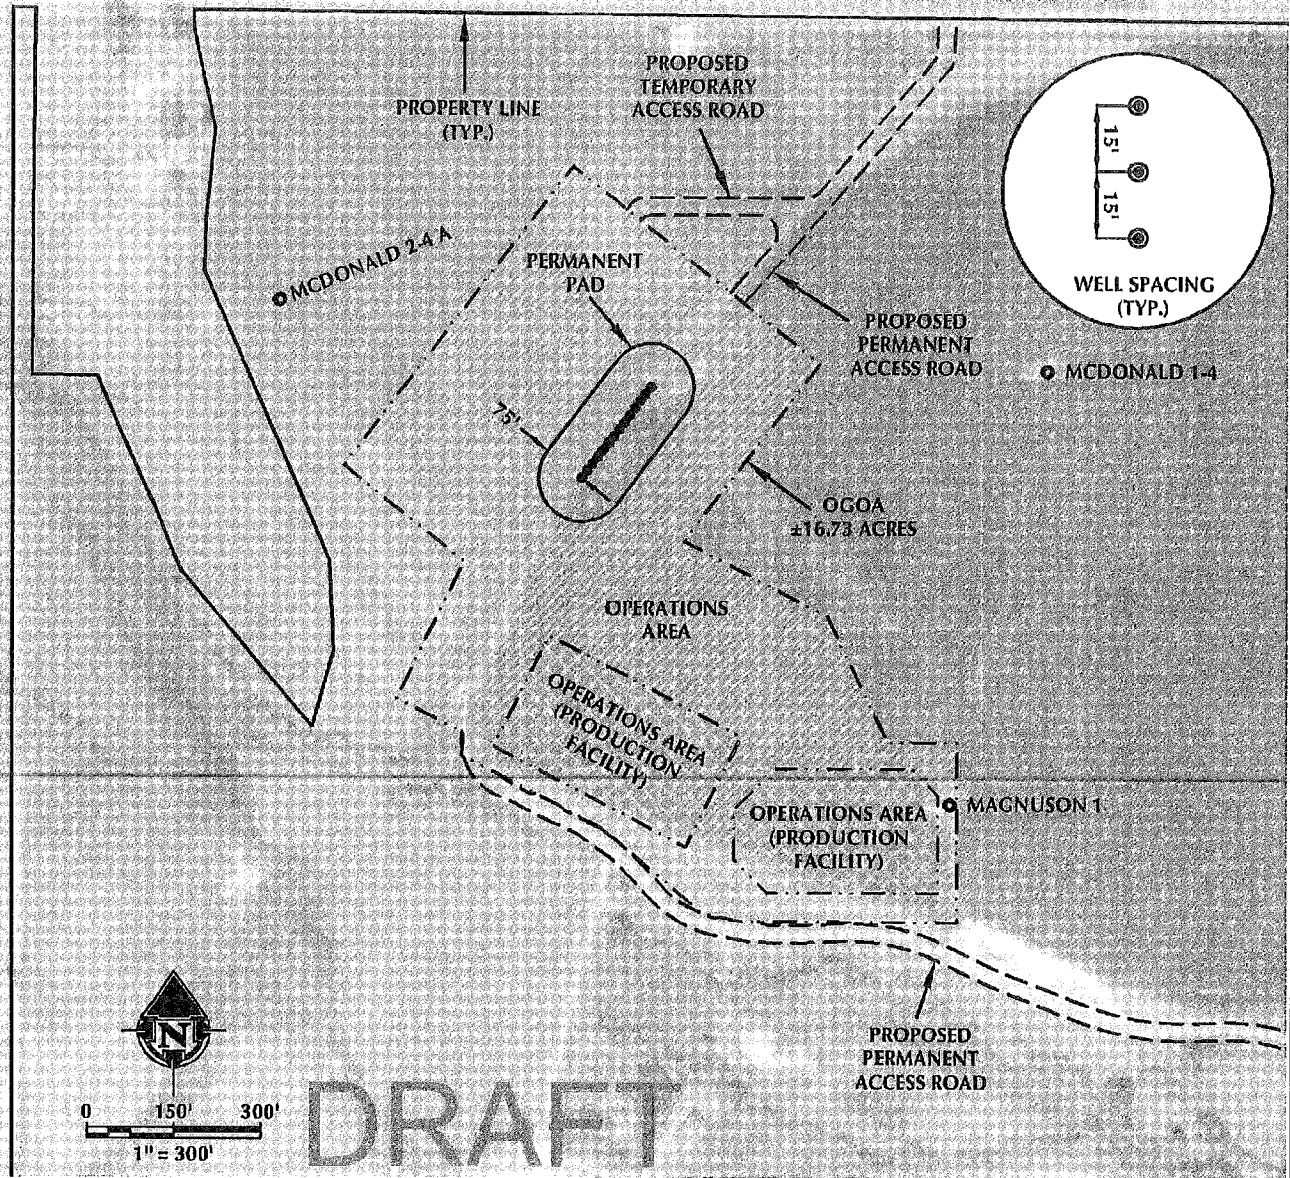 PROPERTY LINE
(TYP.)
PROPOSED
TEMPORARY
ACCESS ROAD
15'
15'
WELL SPACING
(TYP.)
MCDONALD 2-4 A
PERMANENT
PAD
PROPOSED
PERMANENT
ACCESS ROAD
MCDONALD 1-4
75'
OGOA
±16.73 ACRES
OPERATIONS
AREA
OPERATIONS AREA
(PRODUCTION
FACILITY)
OPERATIONS AREA
(PRODUCTION
FACILITY)
MAGNUSON 1
PROPOSED
PERMANENT
ACCESS ROAD
N
0 150' 300'
1" = 300'
DRAFT